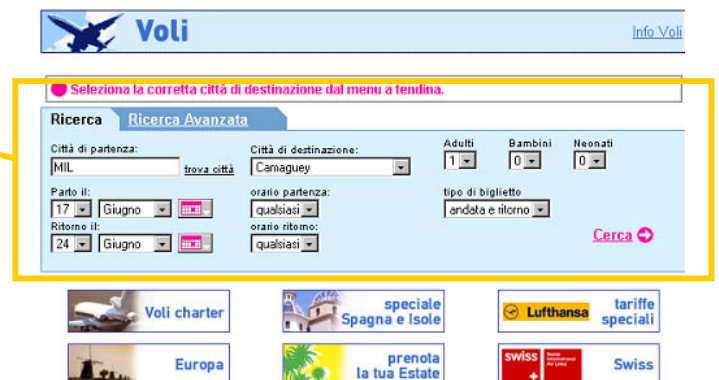 Voli
Info Voli
Seleziona la corretta città di destinazione dal menu a tendina.
Ricerca Ricerca Avanzata
Città di partenza: Città di destinazione: Adulti Bambini Neonati
MIL trova città Camaguey 1 0 0
Parto il: orario partenza: tipo di biglietto
17 Giugno qualsiasi andata e ritorno
Ritorno il: orario ritorno:
24 Giugno qualsiasi Cerca
Voli charter
speciale
Spagna e Isole
Lufthansa
tariffe
speciali
Europa
prenota
la tua Estate
swiss
Swiss